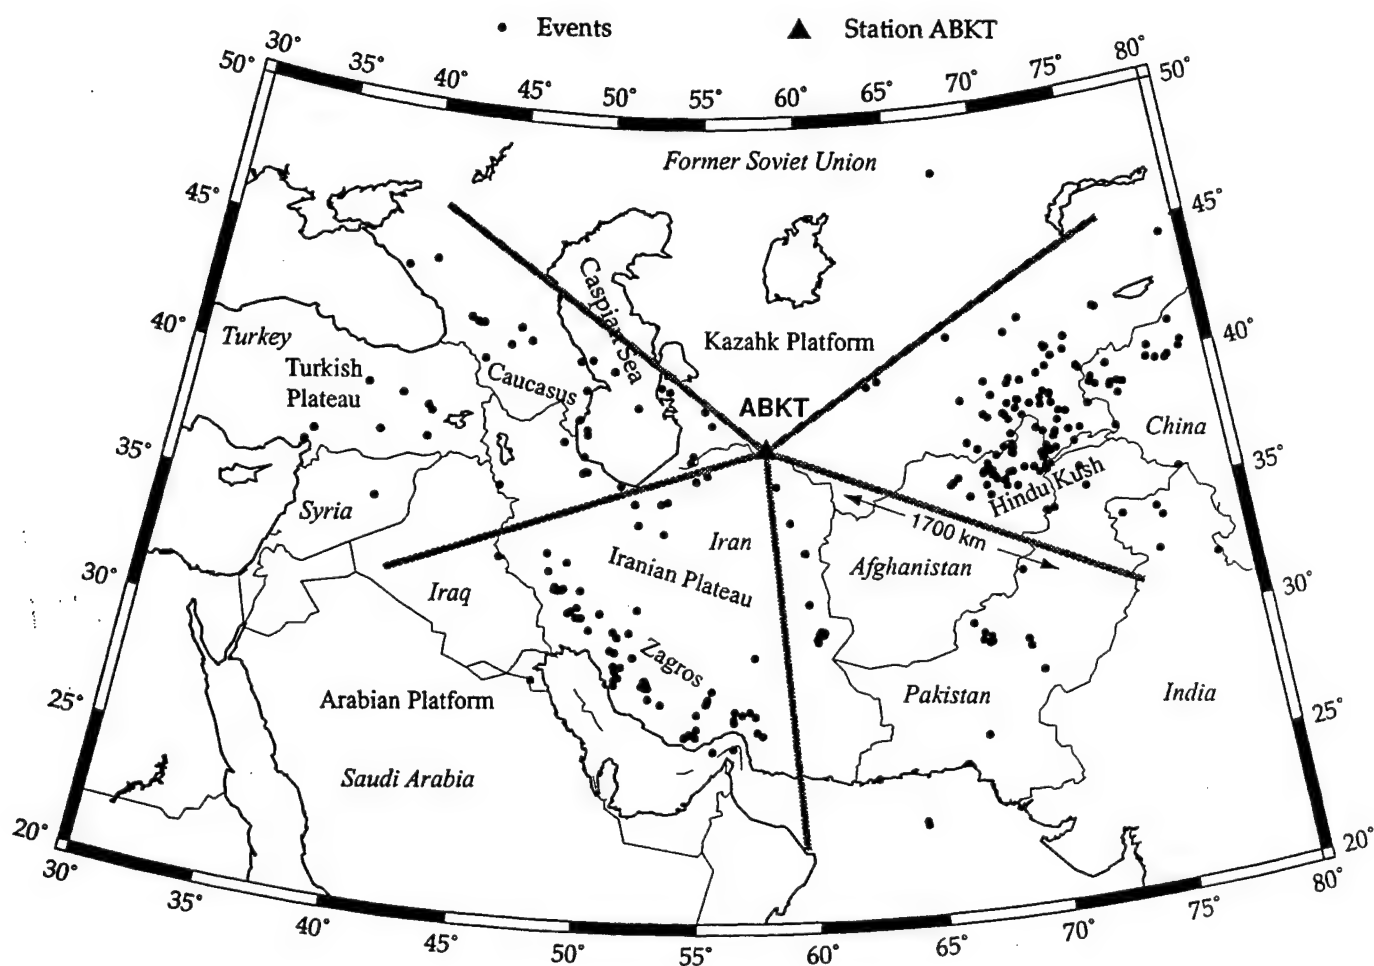 Events
Station ABKT
30° 35° 40° 45° 50° 55° 60° 65° 70° 75° 80°
50° 50°
Former Soviet Union
45° 45°
Caspian Sea
40° 40°
Turkey
Kazahk Platform
Turkish
Plateau
Caucasus
ABKT
China
35° 35°
Hindu Kush
Syria
1700 km
Iran
Iranian Plateau
Afghanistan
30° 30°
Iraq
Zagros
Arabian Platform
Pakistan
India
25° 25°
Saudi Arabia
20° 20°
30° 35° 40° 45° 50° 55° 60° 65° 70° 75° 80°